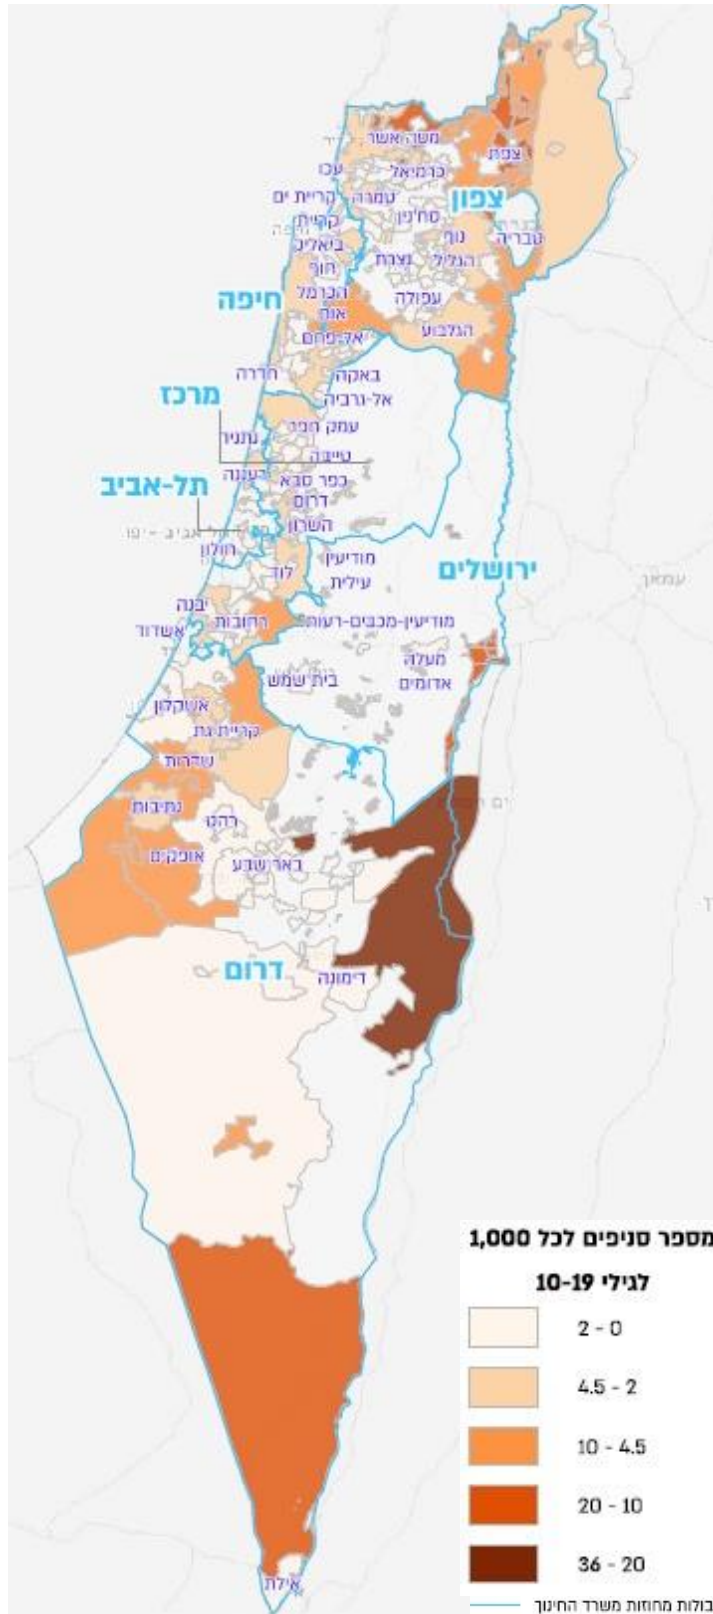 משה אשר
צפת
כרמיאל
עכו
צפון
קריית ים
טמרה
סח'נין
קריית
ביאליק
נוף
הגליל
טבריה
נצרת
חוף
הכרמל
חיפה
עפולה
אום
אל-פחם
הגלבוע
חדרה
באקה
אל-גרביה
מרכז
עמק חפר
נתניה
טייבה
רעננה
כפר סבא
דרום
השרון
תל-אביב
תל אביב - יפו
חולון
לוד
מודיעין
עילית
ירושלים
עמאן
יבנה
רחובות
מודיעין-מכבים-רעות
אשדוד
מעלה
אדומים
בית שמש
אשקלון
קריית גת
שדרות
נתיבות
רהט
אופקים
באר שבע
דרום
דימונה
אילת
מספר סניפים לכל 1,000
לגילי 10-19
2 - 0
4.5 - 2
10 - 4.5
20 - 10
36 - 20
בולות מחוזות משרד החינוך